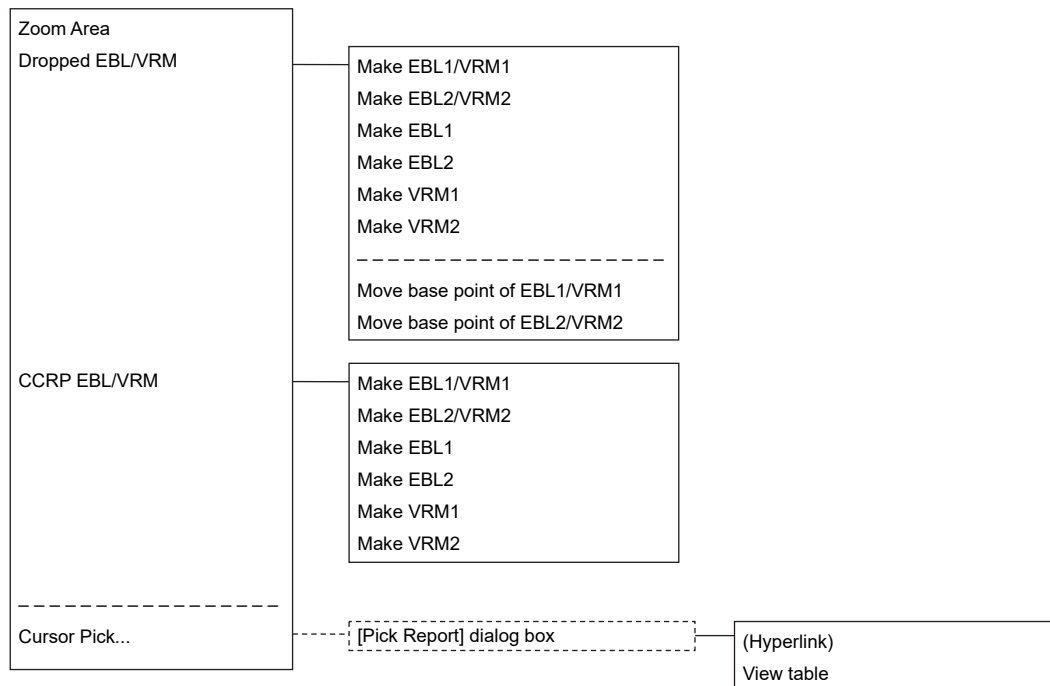 Zoom Area
Dropped EBL/VRM
Make EBL1/VRM1
Make EBL2/VRM2
Make EBL1
Make EBL2
Make VRM1
Make VRM2
Move base point of EBL1/VRM1
Move base point of EBL2/VRM2
CCRP EBL/VRM
Make EBL1/VRM1
Make EBL2/VRM2
Make EBL1
Make EBL2
Make VRM1
Make VRM2
Cursor Pick...
[Pick Report] dialog box
(Hyperlink)
View table